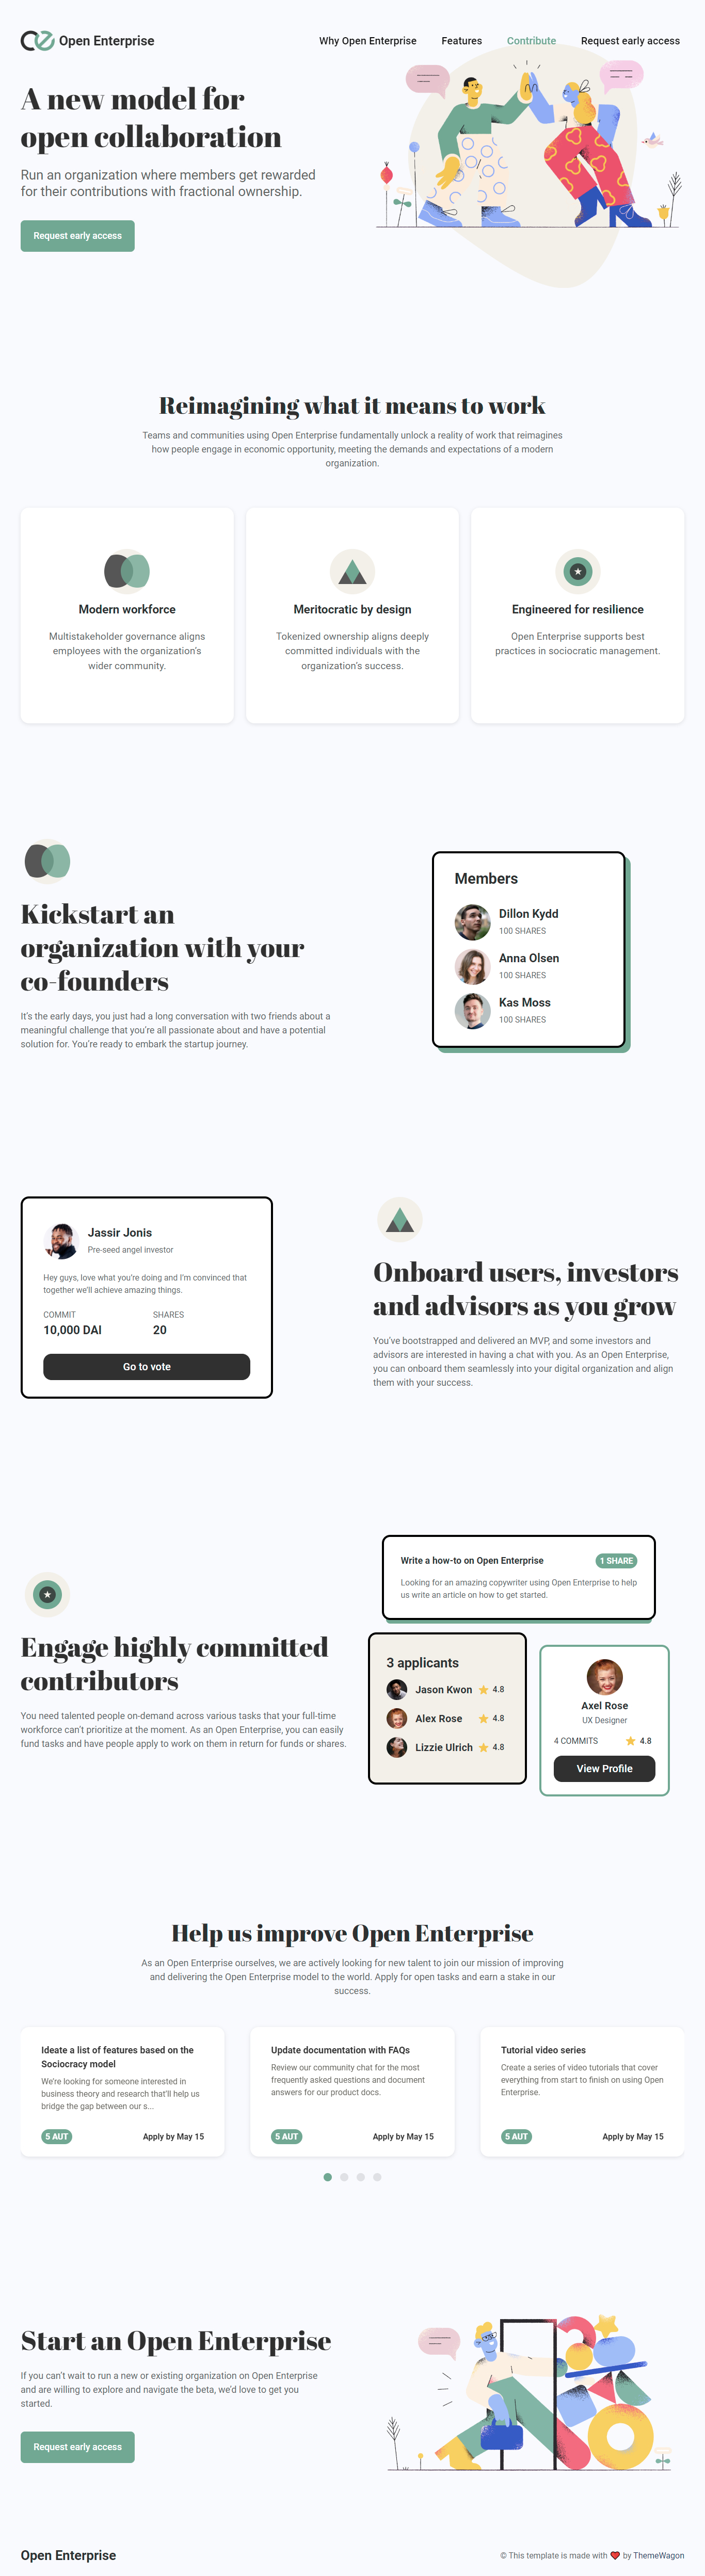 Open Enterprise
Why Open Enterprise
Features
Contribute
Request early access
A new model for
open collaboration
Run an organization where members get rewarded
for their contributions with fractional ownership.
Request early access
Reimagining what it means to work
Teams and communities using Open Enterprise fundamentally unlock a reality of work that reimagines
how people engage in economic opportunity, meeting the demands and expectations of a modern
organization.
Modern workforce
Multistakeholder governance aligns
employees with the organization's
wider community.
Meritocratic by design
Tokenized ownership aligns deeply
committed individuals with the
organization's success.
Engineered for resilience
Open Enterprise supports best
practices in sociocratic management.
Kickstart an
organization with your
co-founders
It's the early days, you just had a long conversation with two friends about a
meaningful challenge that you're all passionate about and have a potential
solution for. You're ready to embark the startup journey.
Members
Dillon Kydd
100 SHARES
Anna Olsen
100 SHARES
Kas Moss
100 SHARES
Jassir Jonis
Pre-seed angel investor
Hey guys, love what you're doing and I'm convinced that
together we'll achieve amazing things.
COMMIT
SHARES
10,000 DAI
20
Go to vote
Onboard users, investors
and advisors as you grow
You've bootstrapped and delivered an MVP, and some investors and
advisors are interested in having a chat with you. As an Open Enterprise,
you can onboard them seamlessly into your digital organization and align
them with your success.
Engage highly committed
contributors
You need talented people on-demand across various tasks that your full-time
workforce can't prioritize at the moment. As an Open Enterprise, you can easily
fund tasks and have people apply to work on them in return for funds or shares.
Write a how-to on Open Enterprise
1 SHARE
Looking for an amazing copywriter using Open Enterprise to help
us write an article on how to get started.
3 applicants
Jason Kwon
4.8
Alex Rose
4.8
Lizzie Ulrich
4.8
Axel Rose
UX Designer
4 COMMITS
4.8
View Profile
Help us improve Open Enterprise
As an Open Enterprise ourselves, we are actively looking for new talent to join our mission of improving
and delivering the Open Enterprise model to the world. Apply for open tasks and earn a stake in our
success.
Ideate a list of features based on the
Sociocracy model
We're looking for someone interested in
business theory and research that'll help us
bridge the gap between our s...
5 AUT
Apply by May 15
Update documentation with FAQs
Review our community chat for the most
frequently asked questions and document
answers for our product docs.
5 AUT
Apply by May 15
Tutorial video series
Create a series of video tutorials that cover
everything from start to finish on using Open
Enterprise.
5 AUT
Apply by May 15
Start an Open Enterprise
If you can't wait to run a new or existing organization on Open Enterprise
and are willing to explore and navigate the beta, we'd love to get you
started.
Request early access
Open Enterprise
© This template is made with ❤ by ThemeWagon